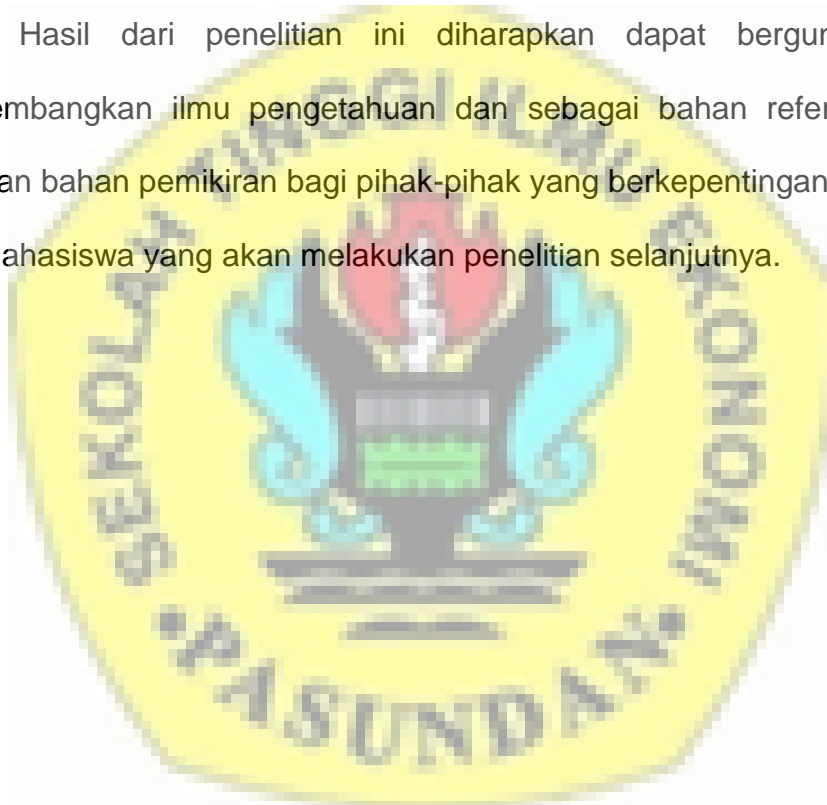 Hasil dari penelitian ini diharapkan dapat bergun
embangkan ilmu pengetahuan dan sebagai bahan refer
an bahan pemikiran bagi pihak-pihak yang berkepentingan
ahasiswa yang akan melakukan penelitian selanjutnya.
SEKOLAH TINGGI ILMU EKONOMI
PASUNDAN